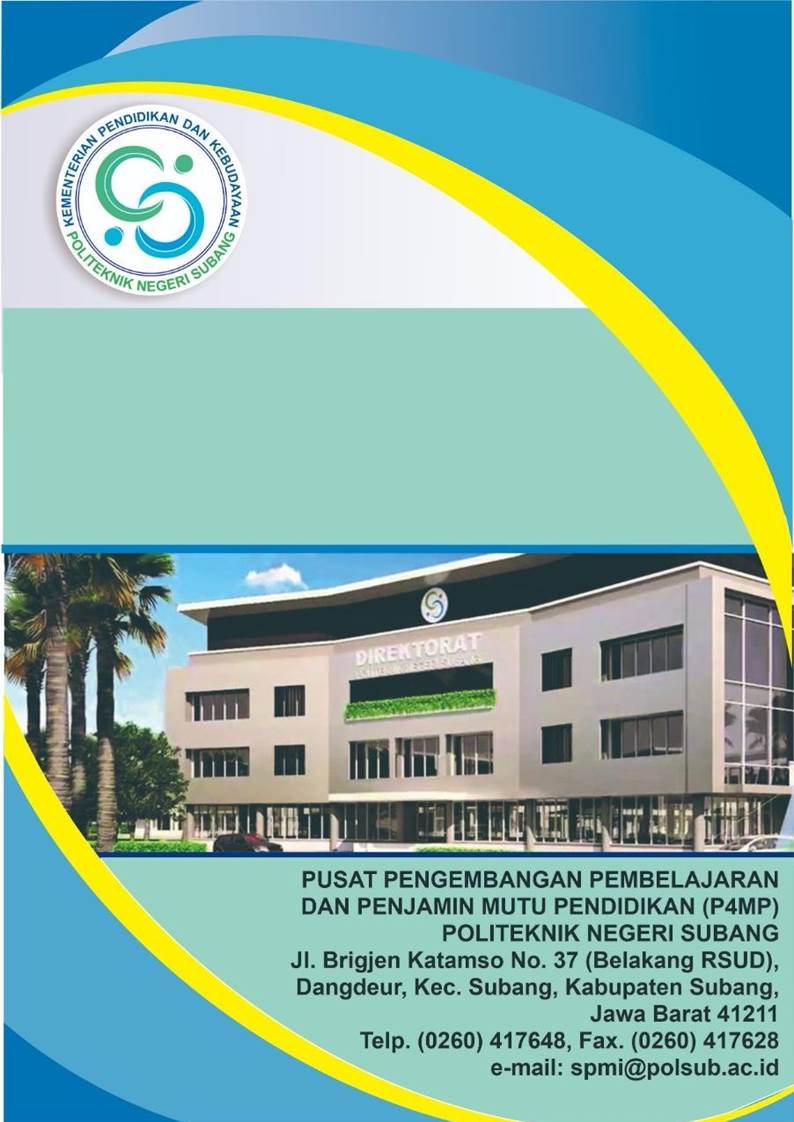 KEMENTERIAN PENDIDIKAN DAN KEBUDAYAAN
POLITEKNIK NEGERI SUBANG
DIREKTORAT
PUSAT PENGEMBANGAN PEMBELAJARAN
DAN PENJAMIN MUTU PENDIDIKAN (P4MP)
POLITEKNIK NEGERI SUBANG
Jl. Brigjen Katamso No. 37 (Belakang RSUD),
Dangdeur, Kec. Subang, Kabupaten Subang,
Jawa Barat 41211
Telp. (0260) 417648, Fax. (0260) 417628
e-mail: spmi@polsub.ac.id